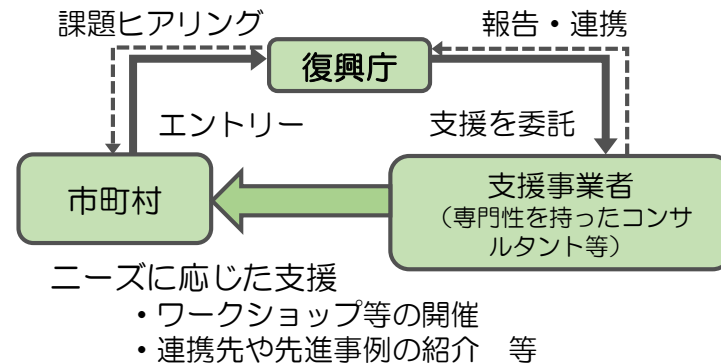 課題ヒアリング
報告・連携
復興庁
エントリー
支援を委託
市町村
支援事業者
（専門性を持ったコンサ
ルタント等）
ニーズに応じた支援
・ワークショップ等の開催
・連携先や先進事例の紹介　等